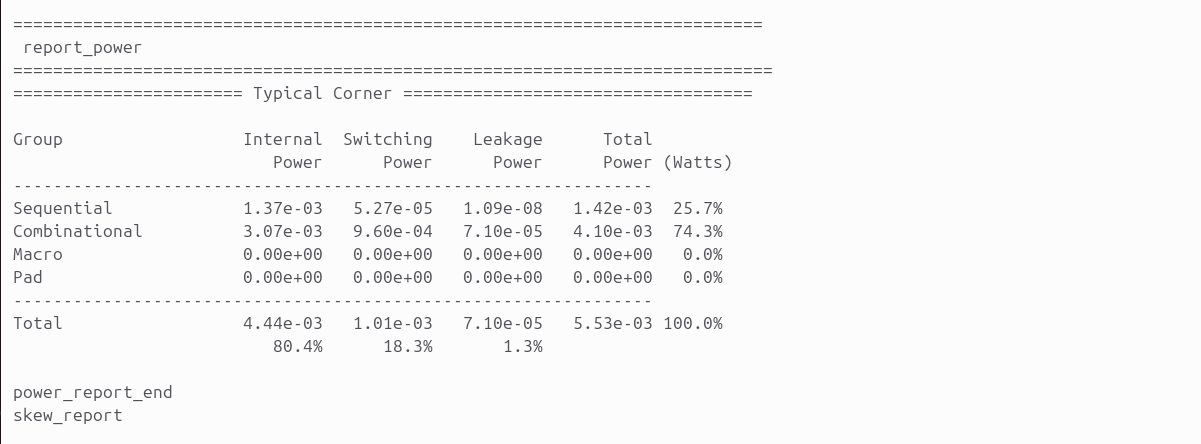 ===========================================================================
 report_power
============================================================================
======================= Typical Corner ===================================
Group                  Internal  Switching    Leakage      Total
                          Power      Power      Power      Power (Watts)
----------------------------------------------------------------
Sequential             1.37e-03   5.27e-05   1.09e-08   1.42e-03  25.7%
Combinational          3.07e-03   9.60e-04   7.10e-05   4.10e-03  74.3%
Macro                  0.00e+00   0.00e+00   0.00e+00   0.00e+00   0.0%
Pad                    0.00e+00   0.00e+00   0.00e+00   0.00e+00   0.0%
----------------------------------------------------------------
Total                  4.44e-03   1.01e-03   7.10e-05   5.53e-03 100.0%
                          80.4%      18.3%       1.3%
power_report_end
skew_report